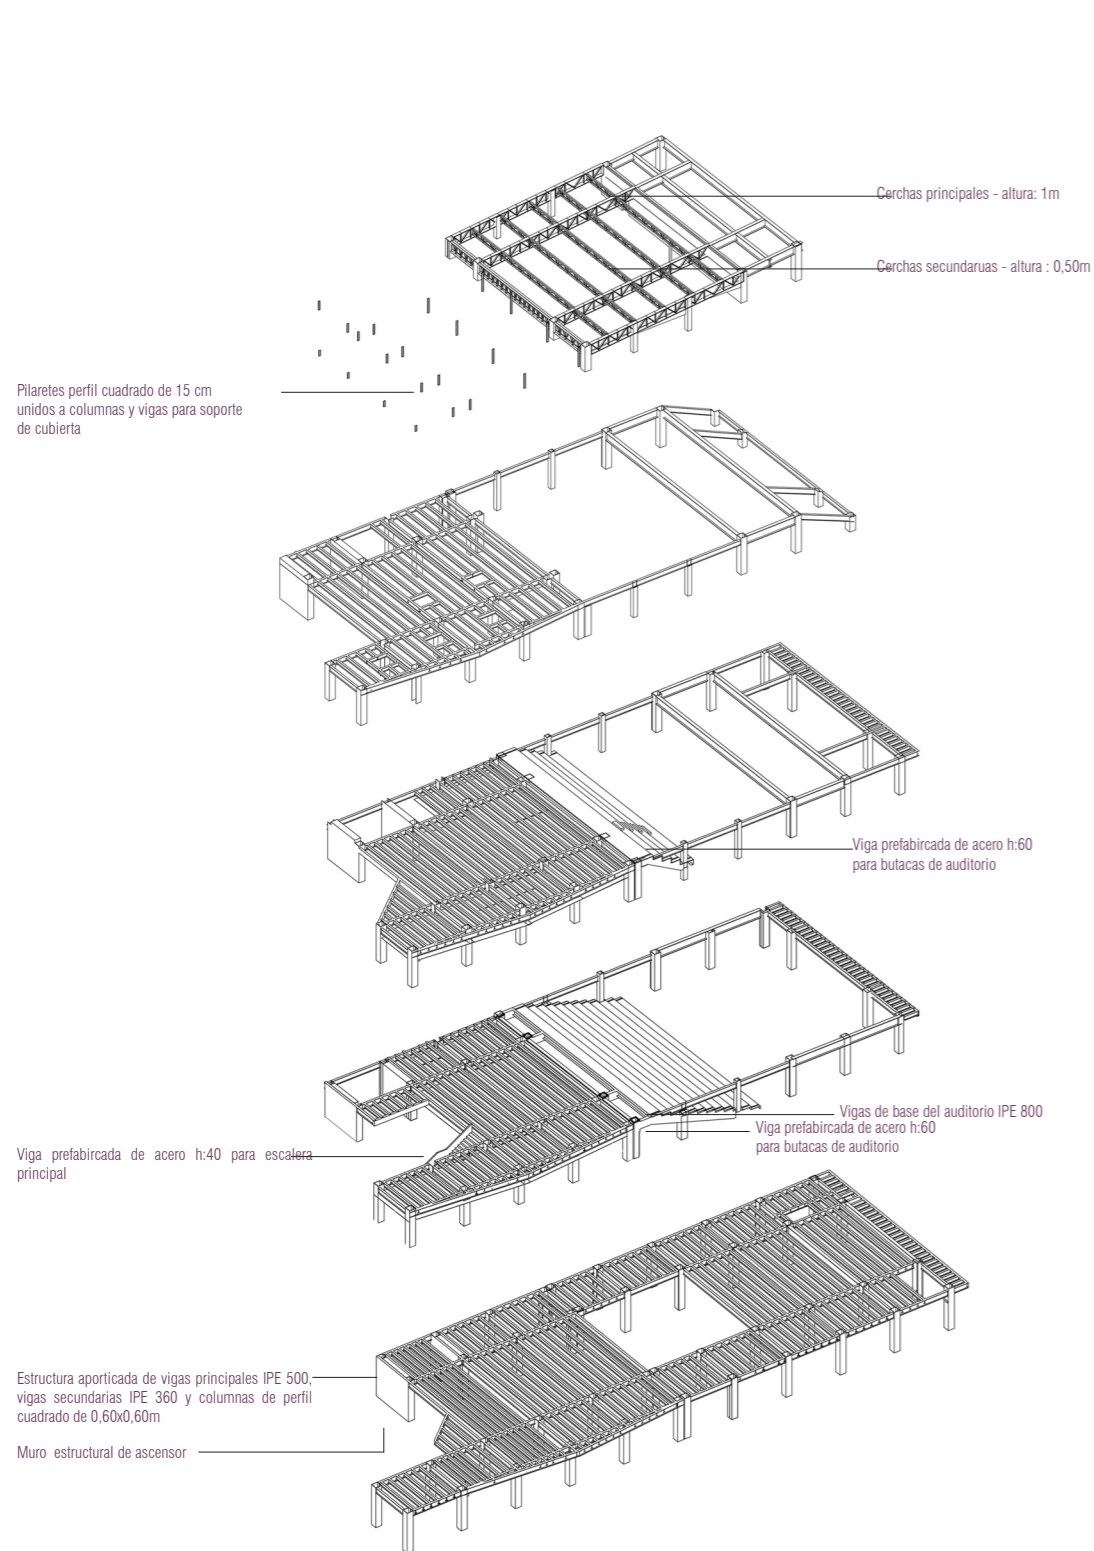 Cerchas principales - altura: 1m
Cerchas secundaruas - altura : 0,50m
Pilaretes perfil cuadrado de 15 cm
unidos a columnas y vigas para soporte
de cubierta
Viga prefabircada de acero h:60
para butacas de auditorio
Vigas de base del auditorio IPE 800
Viga prefabircada de acero h:60
para butacas de auditorio
Viga prefabircada de acero h:40 para escalera
principal
Estructura aporticada de vigas principales IPE 500,
vigas secundarias IPE 360 y columnas de perfil
cuadrado de 0,60x0,60m
Muro estructural de ascensor